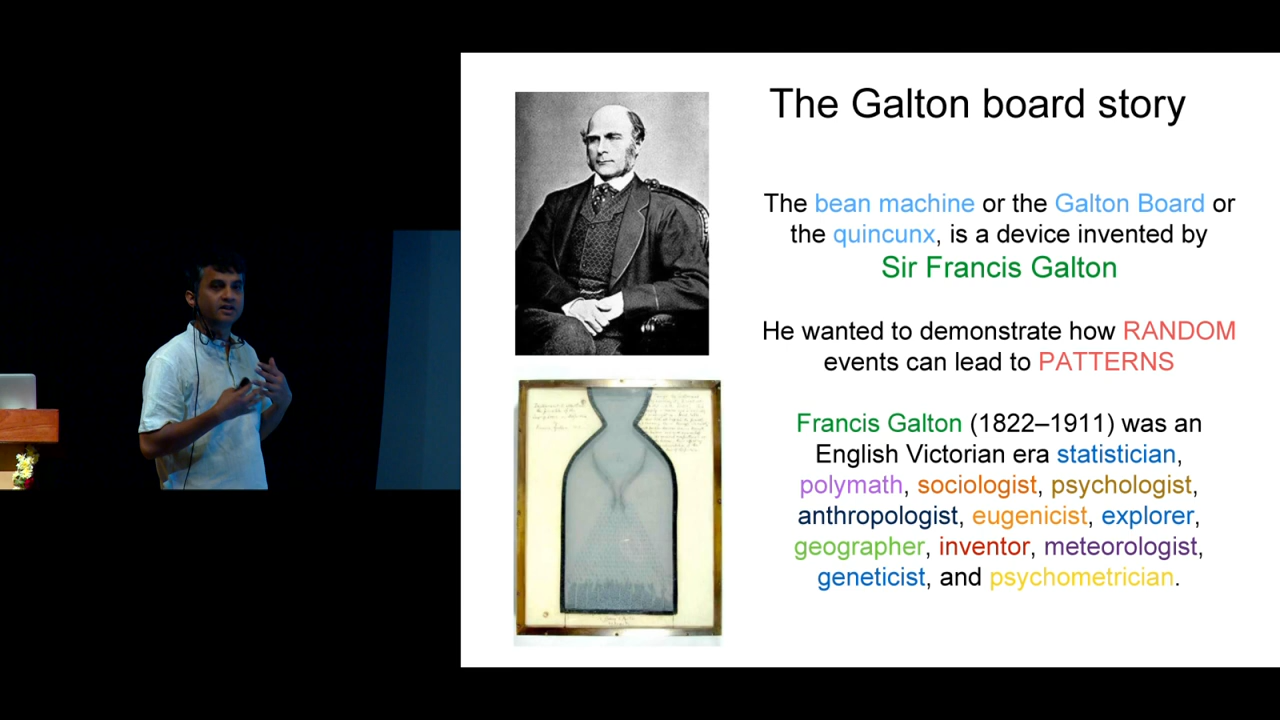 The Galton board story
The bean machine or the Galton Board or
the quincunx, is a device invented by
Sir Francis Galton
He wanted to demonstrate how RANDOM
events can lead to PATTERNS
Francis Galton (1822–1911) was an
English Victorian era statistician,
polymath, sociologist, psychologist,
anthropologist, eugenicist, explorer,
geographer, inventor, meteorologist,
geneticist, and psychometrician.